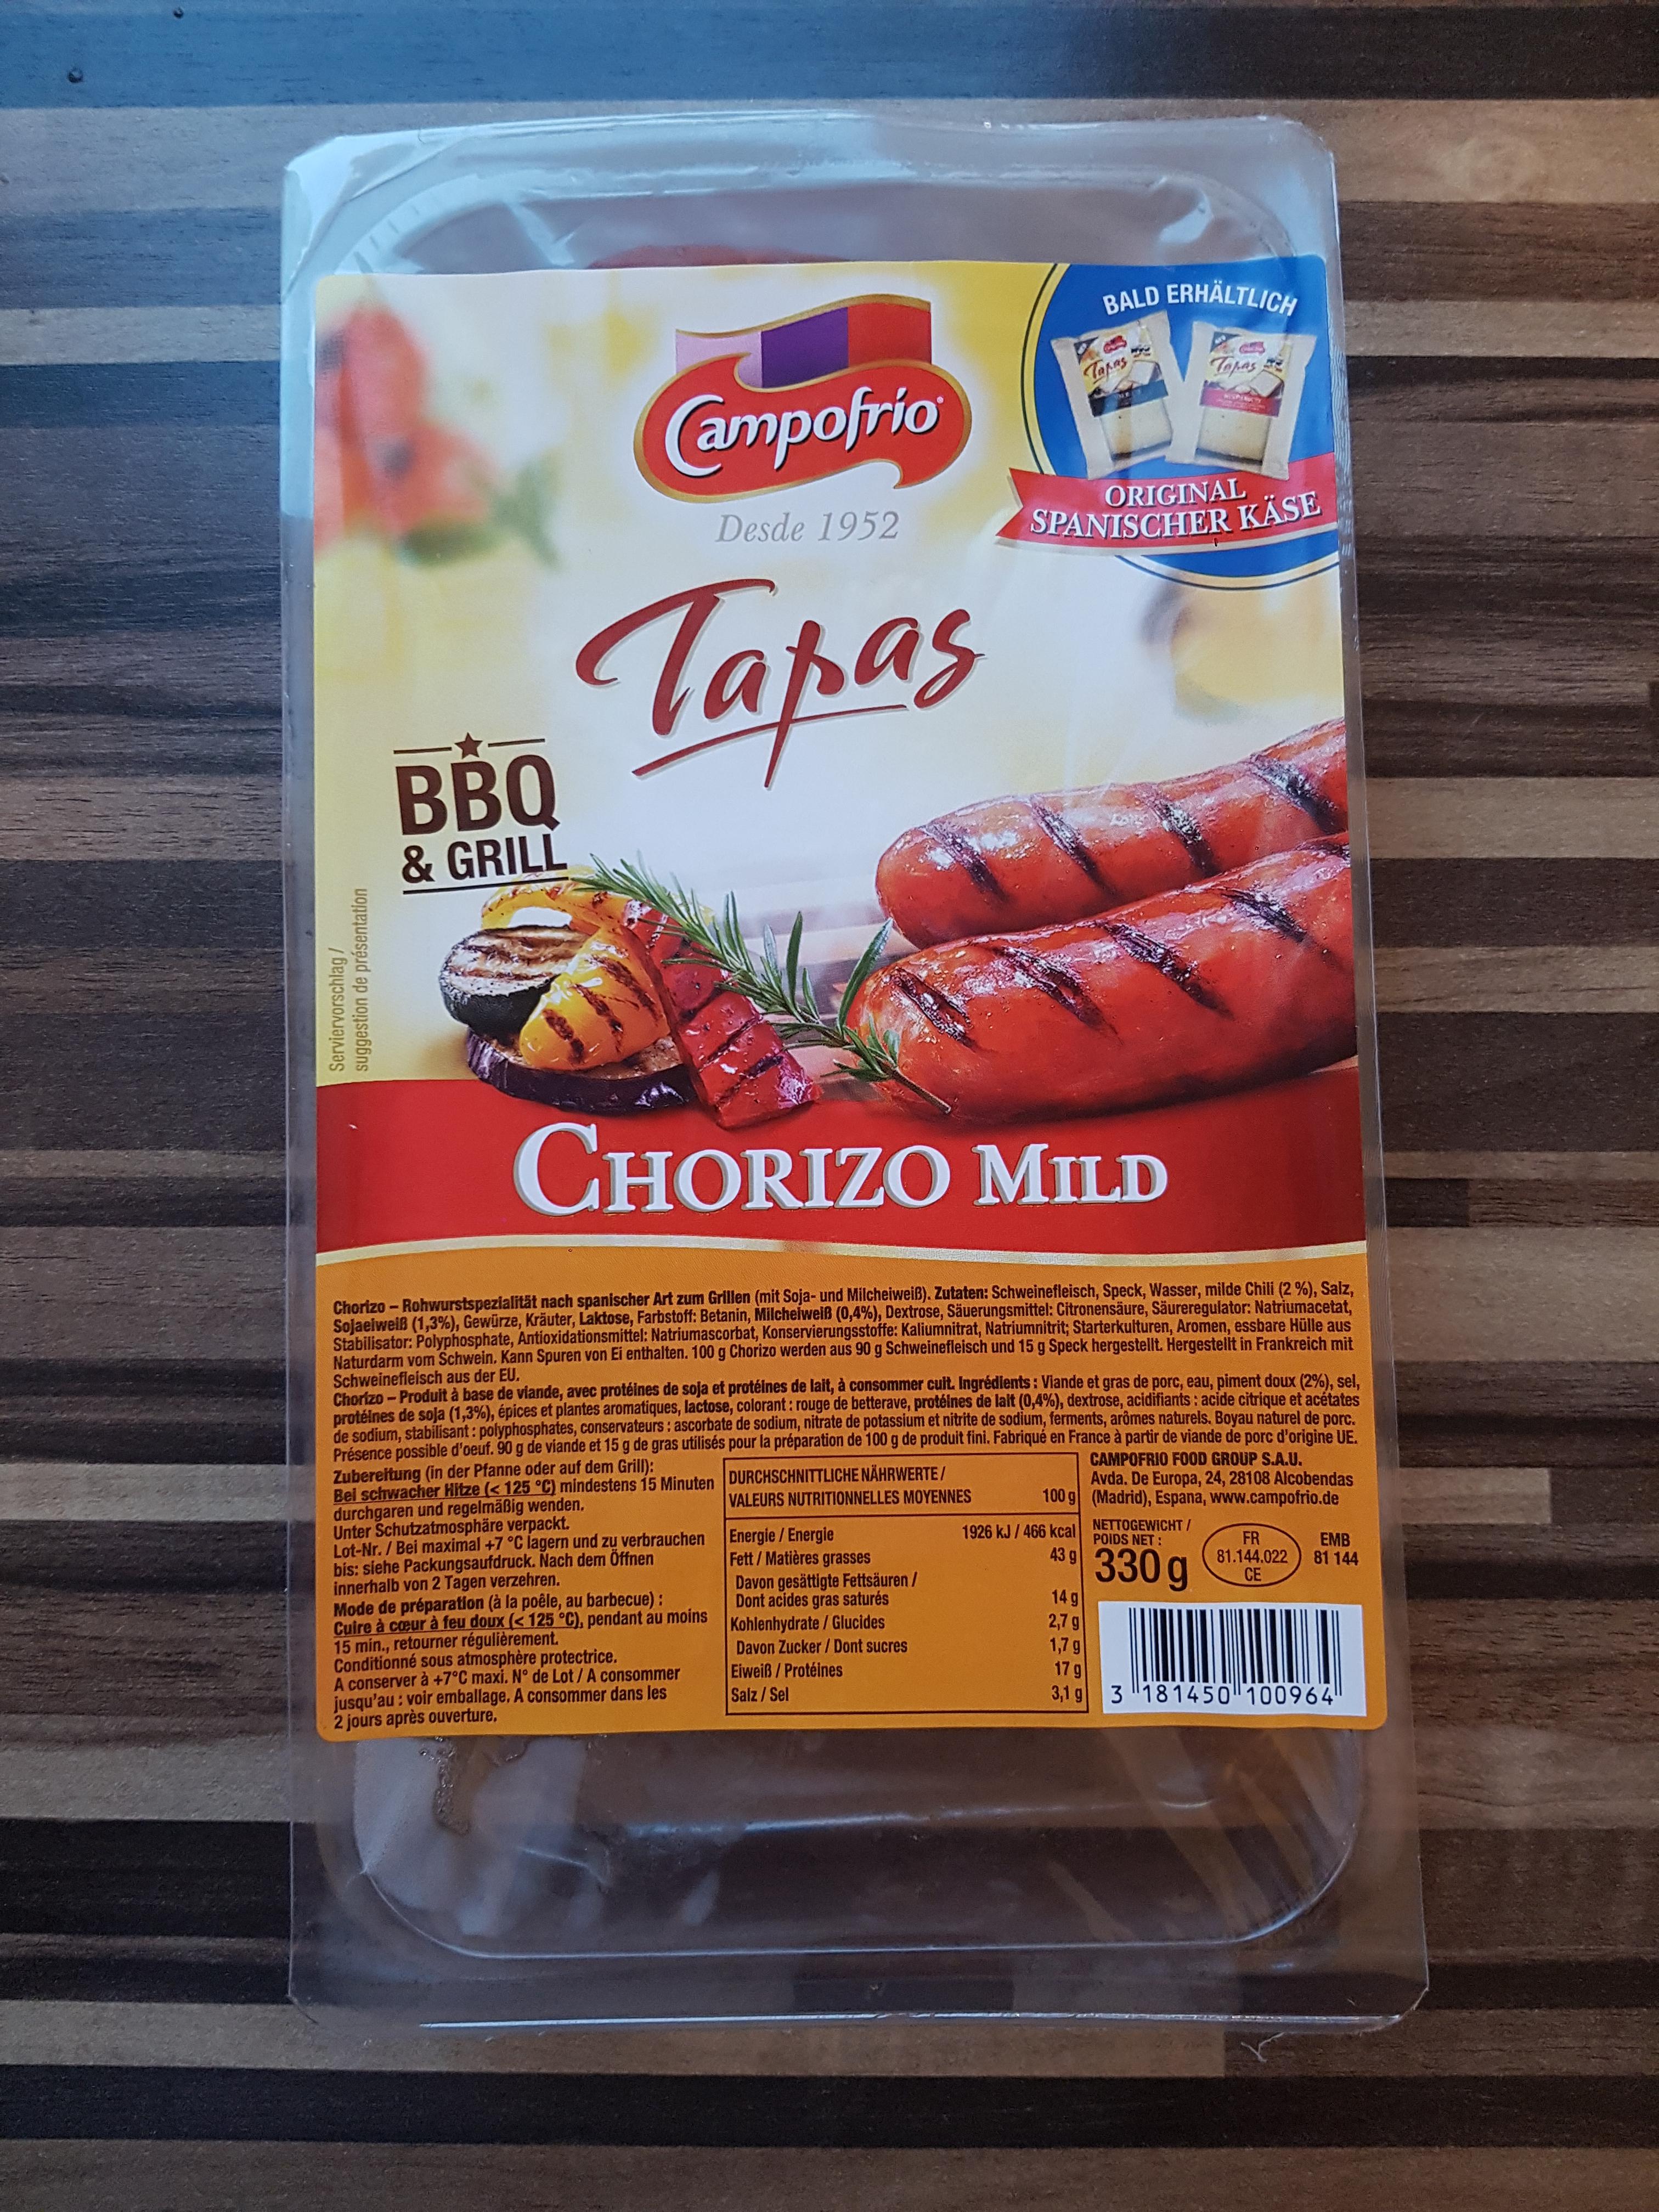 BALD ERHÄLTLICH
Tapas
Tapas
ORIGINAL
SPANISCHER KÄSE
Campofrío
Desde 1952
Tapas
BBQ
& GRILL
Serviervorschlag /
suggestion de présentation
CHORIZO MILD
Chorizo – Rohwurstspezialität nach spanischer Art zum Grillen (mit Soja- und Milcheiweiß). Zutaten: Schweinefleisch, Speck, Wasser, milde Chili (2 %), Salz,
Sojaeiweiß (1,3%), Gewürze, Kräuter, Laktose, Farbstoff: Betanin, Milcheiweiß (0,4%), Dextrose, Säuerungsmittel: Citronensäure, Säureregulator: Natriumacetat,
Stabilisator: Polyphosphate, Antioxidationsmittel: Natriumascorbat, Konservierungsstoffe: Kaliumnitrat, Natriumnitrit; Starterkulturen, Aromen, essbare Hülle aus
Naturdarm vom Schwein. Kann Spuren von Ei enthalten. 100 g Chorizo werden aus 90 g Schweinefleisch und 15 g Speck hergestellt. Hergestellt in Frankreich mit
Schweinefleisch aus der EU.
Chorizo – Produit à base de viande, avec protéines de soja et protéines de lait, à consommer cuit. Ingrédients : Viande et gras de porc, eau, piment doux (2%), sel,
protéines de soja (1,3%), épices et plantes aromatiques, lactose, colorant : rouge de betterave, protéines de lait (0,4%), dextrose, acidifiants : acide citrique et acétates
de sodium, stabilisant : polyphosphates, conservateurs : ascorbate de sodium, nitrate de potassium et nitrite de sodium, ferments, arômes naturels. Boyau naturel de porc.
Présence possible d'oeuf. 90 g de viande et 15 g de gras utilisés pour la préparation de 100 g de produit fini. Fabriqué en France à partir de viande de porc d'origine UE.
Zubereitung (in der Pfanne oder auf dem Grill):
Bei schwacher Hitze (< 125 °C) mindestens 15 Minuten
durchgaren und regelmäßig wenden.
Unter Schutzatmosphäre verpackt.
Lot-Nr. / Bei maximal +7 °C lagern und zu verbrauchen
bis: siehe Packungsaufdruck. Nach dem Öffnen
innerhalb von 2 Tagen verzehren.
Mode de préparation (à la poêle, au barbecue) :
Cuire à cœur à feu doux (< 125 °C), pendant au moins
15 min., retourner régulièrement.
Conditionné sous atmosphère protectrice.
A conserver à +7°C maxi. N° de Lot / A consommer
jusqu'au : voir emballage. A consommer dans les
2 jours après ouverture.
DURCHSCHNITTLICHE NÄHRWERTE /
VALEURS NUTRITIONNELLES MOYENNES 100 g
Energie / Energie 1926 kJ / 466 kcal
Fett / Matières grasses 43 g
Davon gesättigte Fettsäuren /
Dont acides gras saturés 14 g
Kohlenhydrate / Glucides 2,7 g
Davon Zucker / Dont sucres 1,7 g
Eiweiß / Protéines 17 g
Salz / Sel 3,1 g
CAMPOFRIO FOOD GROUP S.A.U.
Avda. De Europa, 24, 28108 Alcobendas
(Madrid), Espana, www.campofrio.de
NETTOGEWICHT /
POIDS NET :
330 g
FR
81.144.022
CE
EMB
81 144
3 181450 100964